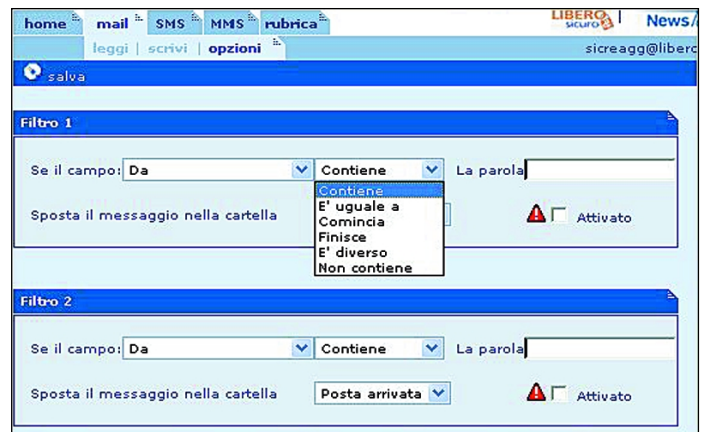 home mail SMS MMS rubrica LIBERO SICURO News/
leggi | scrivi | opzioni sicreagg@liberc
salva
Filtro 1
Se il campo: Da Contiene La parola
Contiene
E' uguale a
Sposta il messaggio nella cartella Comincia Attivato
Finisce
E' diverso
Non contiene
Filtro 2
Se il campo: Da Contiene La parola
Sposta il messaggio nella cartella Posta arrivata Attivato